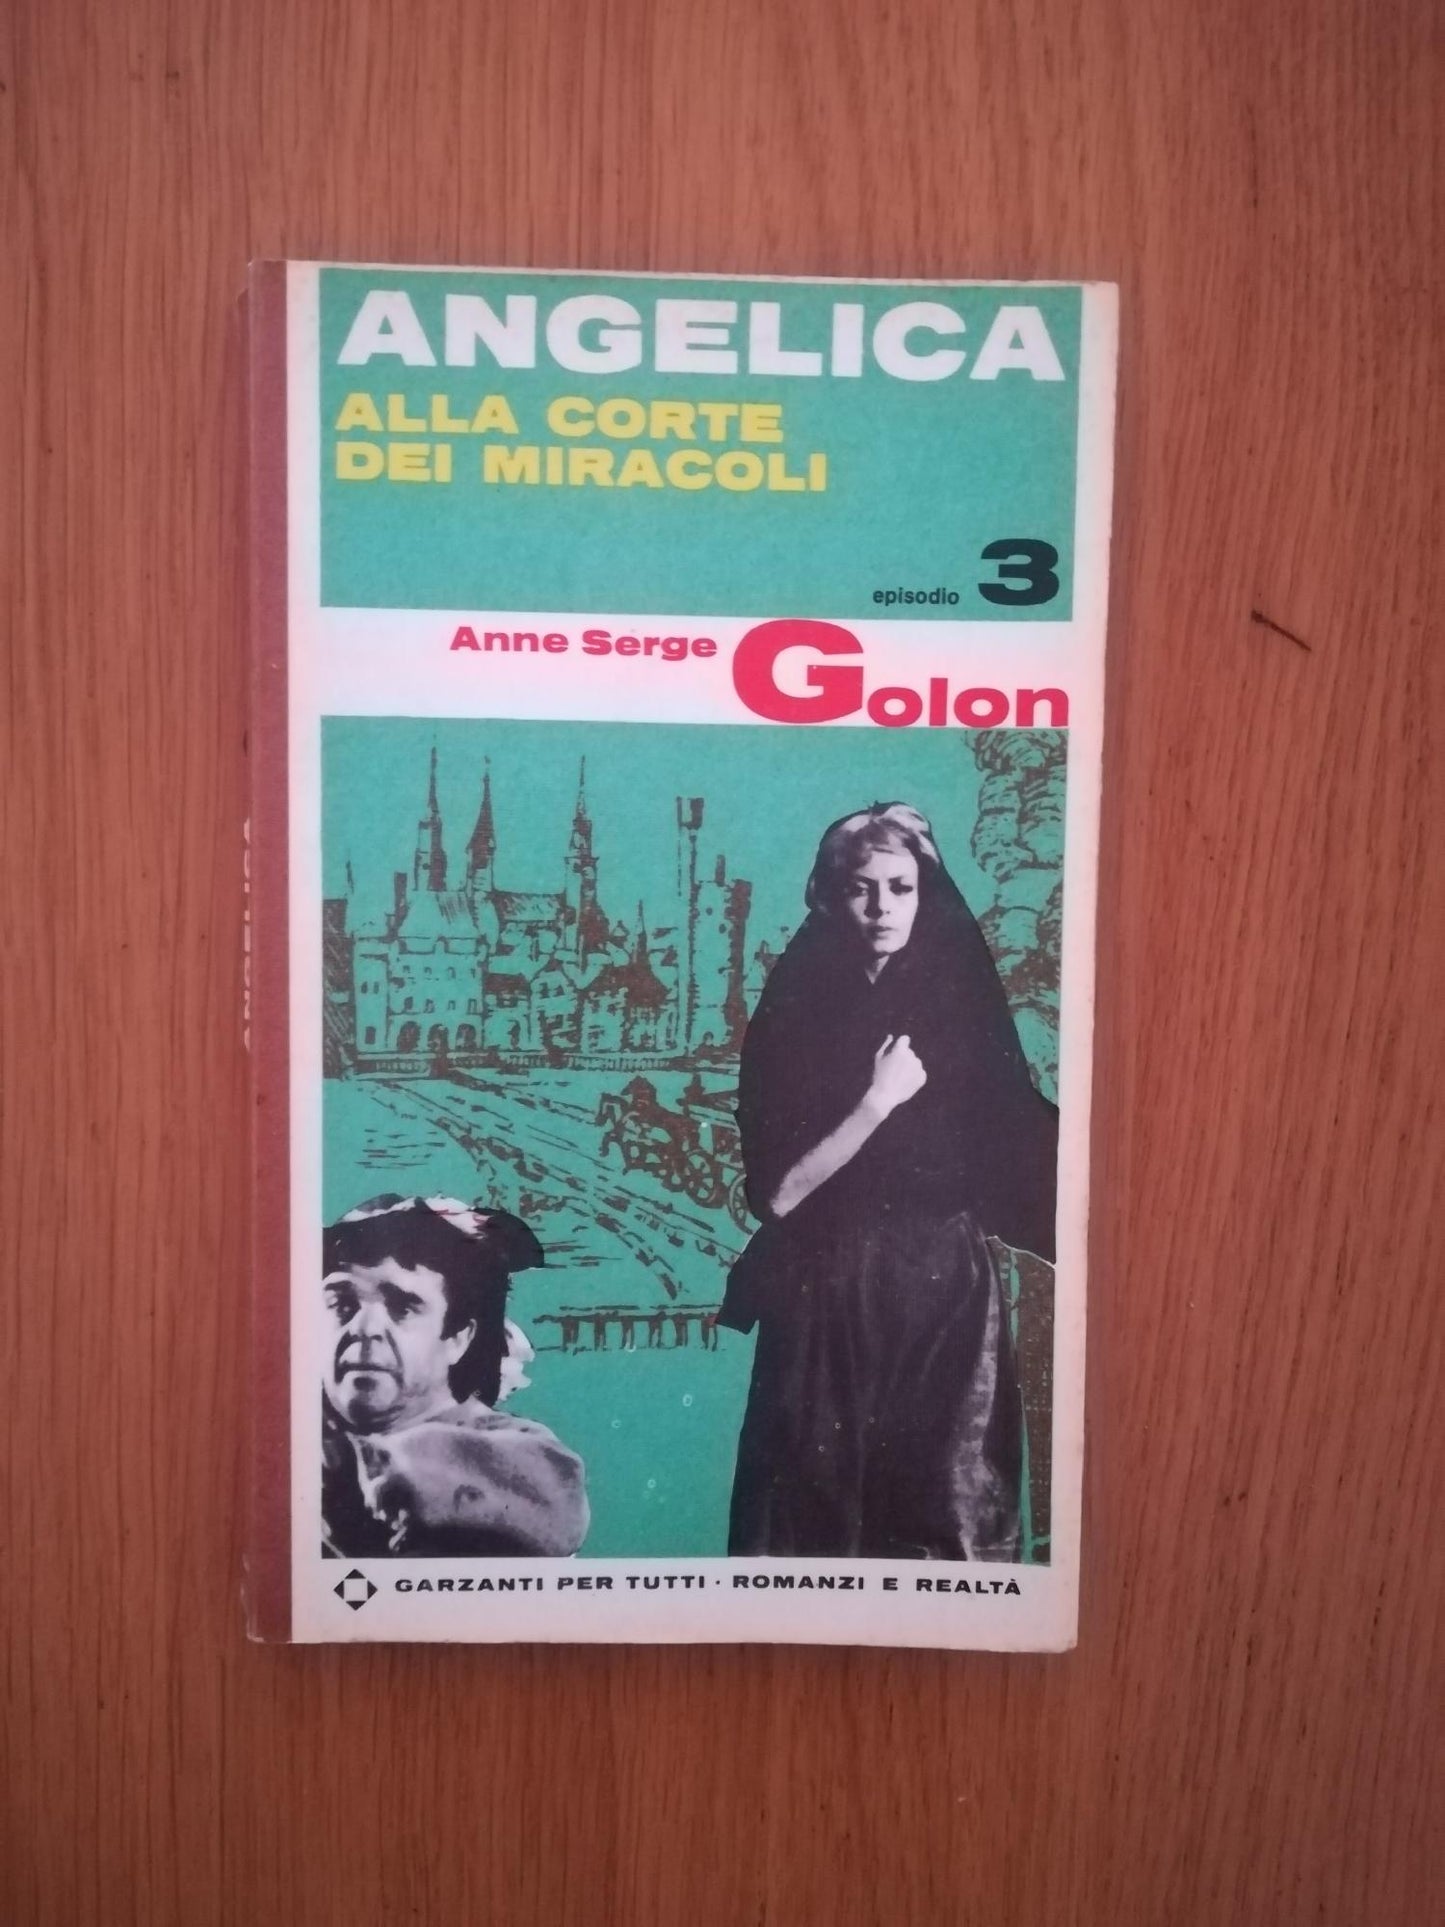 ANGELICA
ALLA CORTE
DEI MIRACOLI
episodio 3
Anne Serge Golon
GARZANTI PER TUTTI · ROMANZI E REALTÀ
ANGELICA